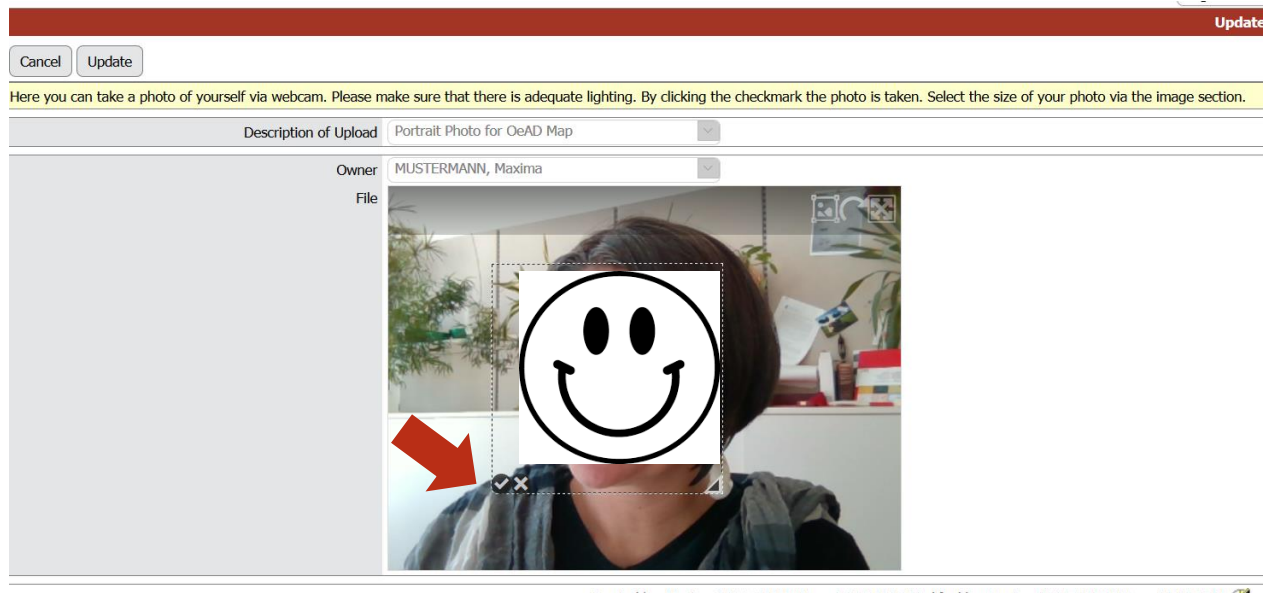 Update
Cancel Update
Here you can take a photo of yourself via webcam. Please make sure that there is adequate lighting. By clicking the checkmark the photo is taken. Select the size of your photo via the image section.
Description of Upload Portrait Photo for OeAD Map
Owner MUSTERMANN, Maxima
File